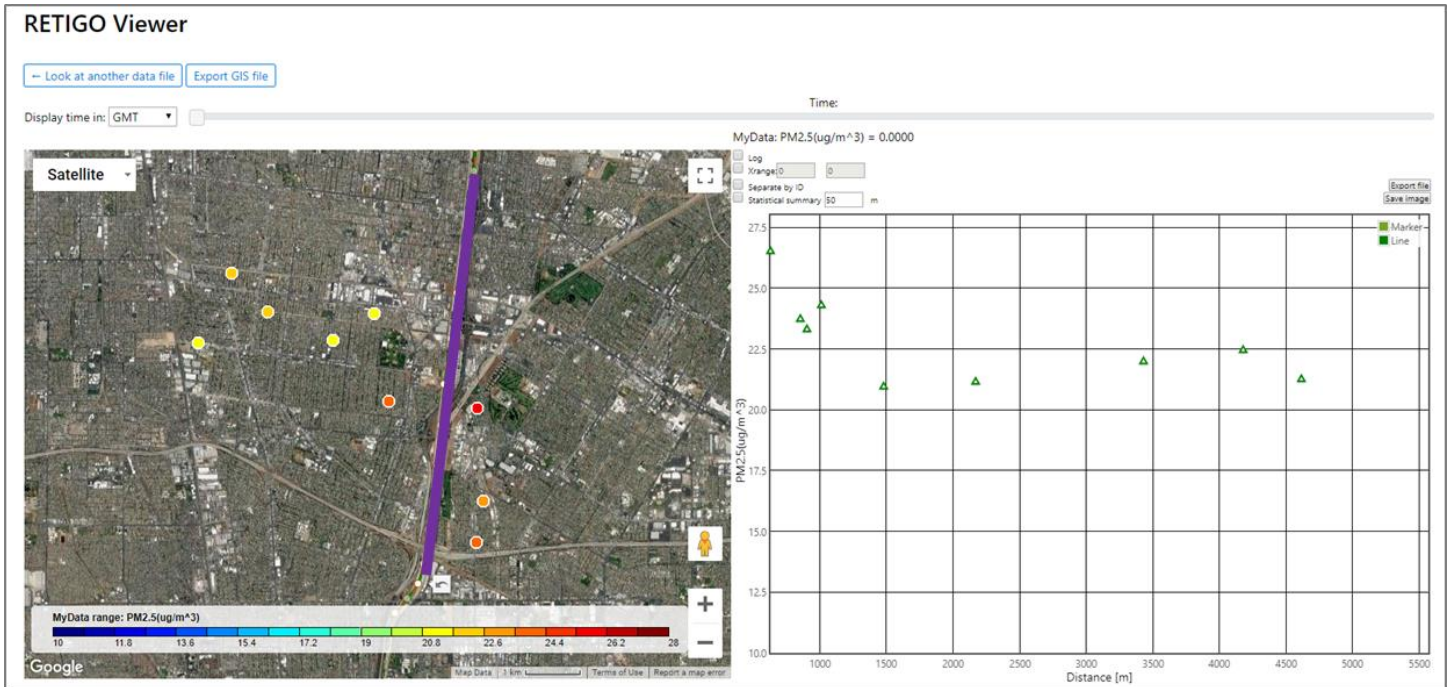 RETIGO Viewer
← Look at another data file
Export GIS file
Time:
Display time in: GMT
MyData: PM2.5(ug/m^3) = 0.0000
Log
Xrange: 0 0
Separate by ID
Statistical summary 50 m
Export file
Save image
Satellite
27.5
25.0
22.5
20.0
17.5
15.0
12.5
10.0
PM2.5(ug/m^3)
Marker
Line
1000 1500 2000 2500 3000 3500 4000 4500 5000 5500
Distance [m]
MyData range: PM2.5(ug/m^3)
10 11.8 13.6 15.4 17.2 19 20.8 22.6 24.4 26.2 28
Google
Map Data 1 km Terms of Use Report a map error